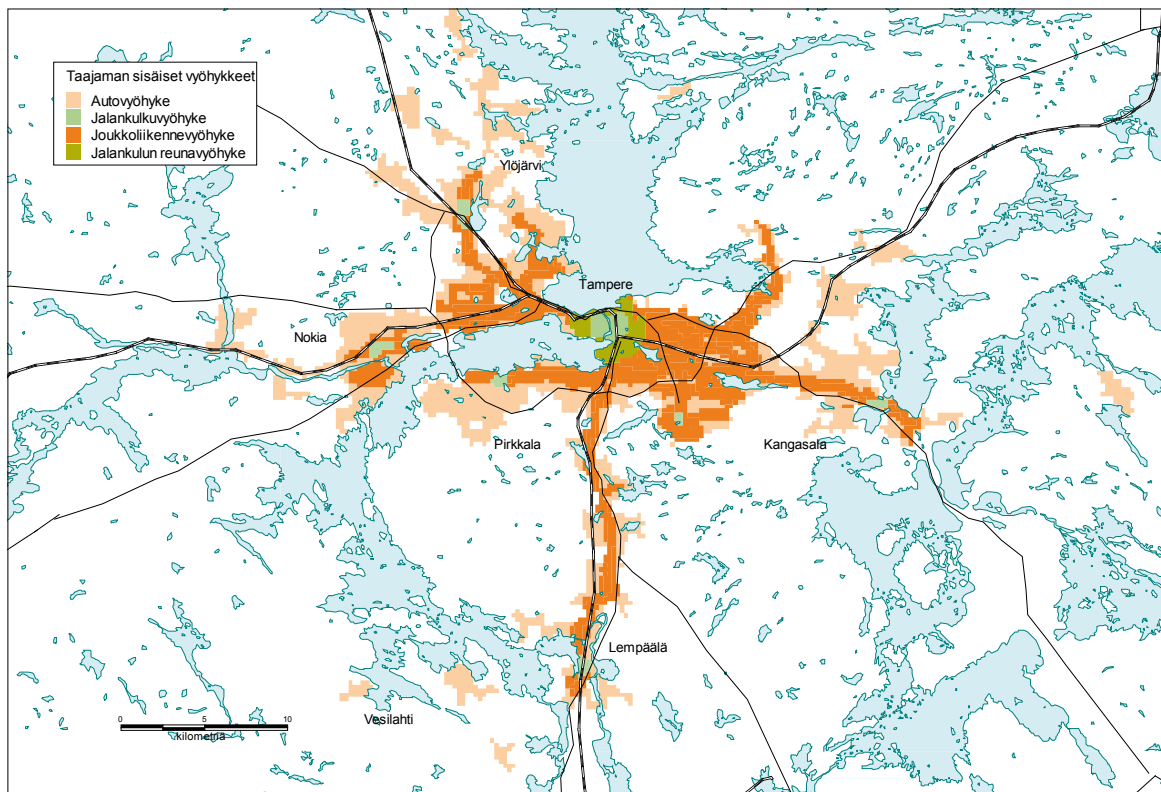 Taajaman sisäiset vyöhykkeet
Autovyöhyke
Jalankulkuvyöhyke
Joukkoliikennevyöhyke
Jalankulun reunavyöhyke
Ylöjärvi
Tampere
Nokia
Pirkkala
Kangasala
Lempäälä
Vesilahti
0 5 10
kilometriä